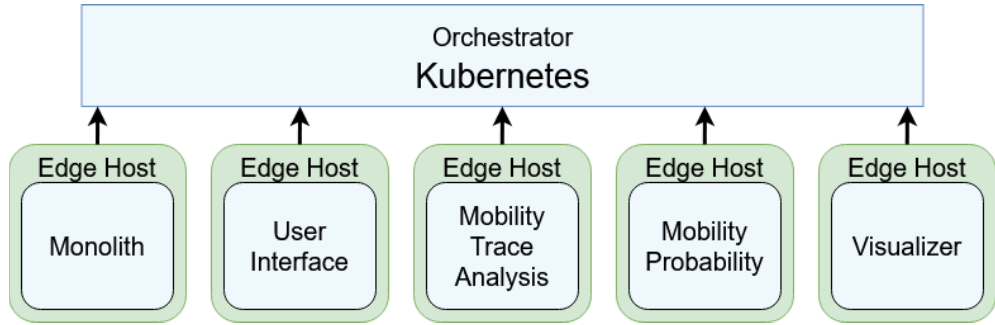 Orchestrator
Kubernetes
Edge Host
Edge Host
Edge Host
Edge Host
Edge Host
Monolith
User
Interface
Mobility
Trace
Analysis
Mobility
Probability
Visualizer